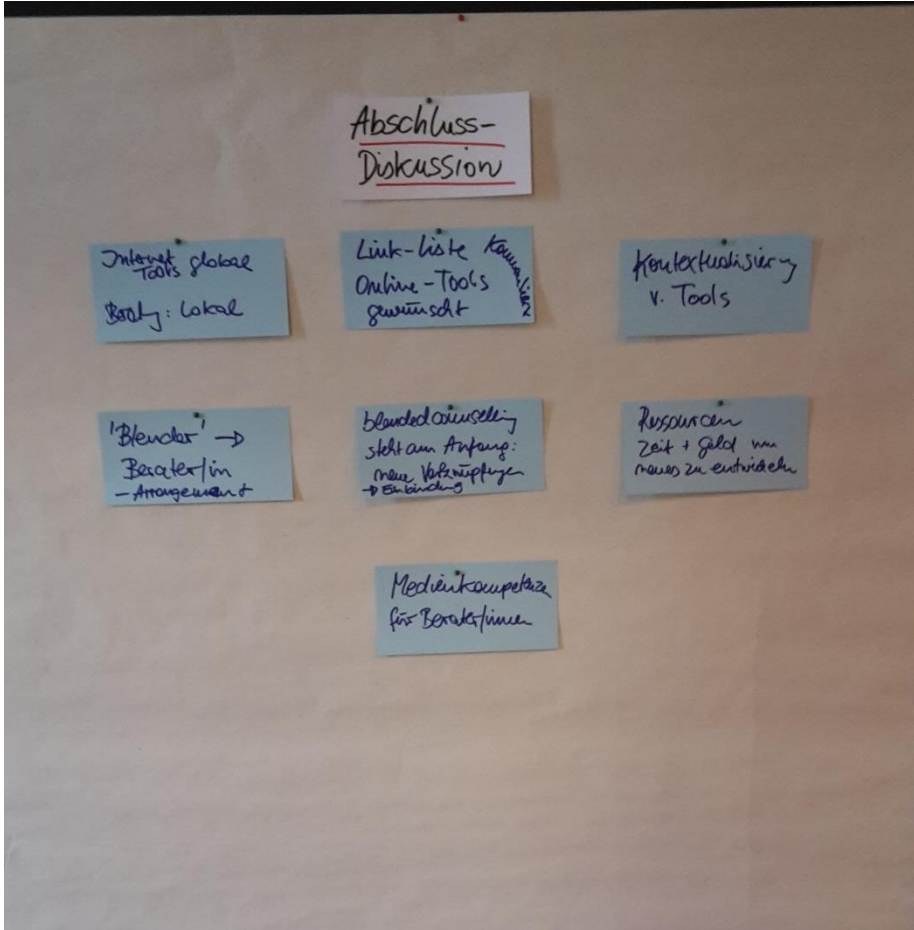 Abschluss-
Diskussion
Internet
Tools global
Body: Lokal
Link-Liste
Online-Tools
gewünscht
Kontextualisierung
v. Tools
'Blender' →
Berater/in
- Arrangement
blended counselling
steht am Anfang:
neue Verknüpfungen
→ Einbindung
Ressourcen
Zeit + Geld um
neues zu entwickeln
Medienkompetenz
für Berater/innen